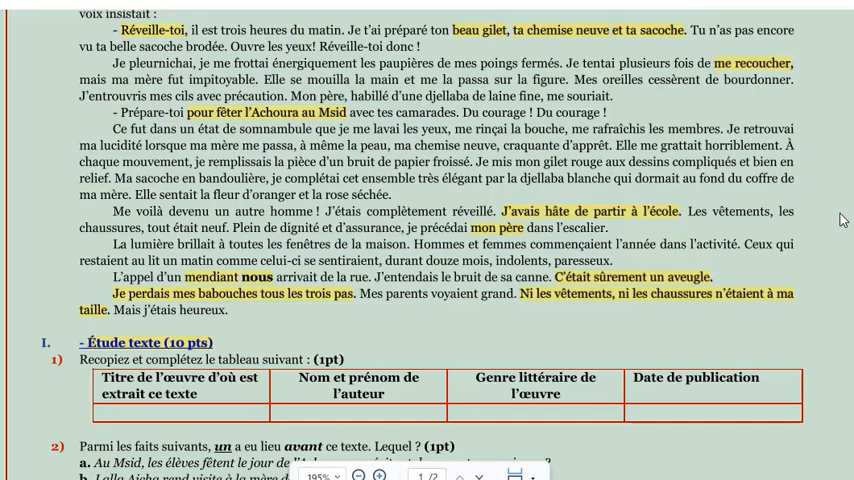 voix insistait :
- Réveille-toi, il est trois heures du matin. Je t’ai préparé ton beau gilet, ta chemise neuve et ta sacoche. Tu n’as pas encore
vu ta belle sacoche brodée. Ouvre les yeux! Réveille-toi donc !
Je pleurnichai, je me frottai énergiquement les paupières de mes poings fermés. Je tentai plusieurs fois de me recoucher,
mais ma mère fut impitoyable. Elle se mouilla la main et me la passa sur la figure. Mes oreilles cessèrent de bourdonner.
J’entrouvris mes cils avec précaution. Mon père, habillé d’une djellaba de laine fine, me souriait.
- Prépare-toi pour fêter l’Achoura au Msid avec tes camarades. Du courage ! Du courage !
Ce fut dans un état de somnambule que je me lavai les yeux, me rinçai la bouche, me rafraîchis les membres. Je retrouvai
ma lucidité lorsque ma mère me passa, à même la peau, ma chemise neuve, craquante d’apprêt. Elle me grattait horriblement. À
chaque mouvement, je remplissais la pièce d’un bruit de papier froissé. Je mis mon gilet rouge aux dessins compliqués et bien en
relief. Ma sacoche en bandoulière, je complétai cet ensemble très élégant par la djellaba blanche qui dormait au fond du coffre de
ma mère. Elle sentait la fleur d’oranger et la rose séchée.
Me voilà devenu un autre homme ! J’étais complètement réveillé. J’avais hâte de partir à l’école. Les vêtements, les
chaussures, tout était neuf. Plein de dignité et d’assurance, je précédai mon père dans l’escalier.
La lumière brillait à toutes les fenêtres de la maison. Hommes et femmes commençaient l’année dans l’activité. Ceux qui
restaient au lit un matin comme celui-ci se sentiraient, durant douze mois, indolents, paresseux.
L’appel d’un mendiant nous arrivait de la rue. J’entendais le bruit de sa canne. C’était sûrement un aveugle.
Je perdais mes babouches tous les trois pas. Mes parents voyaient grand. Ni les vêtements, ni les chaussures n’étaient à ma
taille. Mais j’étais heureux.
I. - Étude texte (10 pts)
1) Recopiez et complétez le tableau suivant : (1pt)
Titre de l’œuvre d’où est extrait ce texte
Nom et prénom de l’auteur
Genre littéraire de l’œuvre
Date de publication
2) Parmi les faits suivants, un a eu lieu avant ce texte. Lequel ? (1pt)
a. Au Msid, les élèves fêtent le jour de
b. Lalla Aicha rend visite à la mère
195%
1 /2